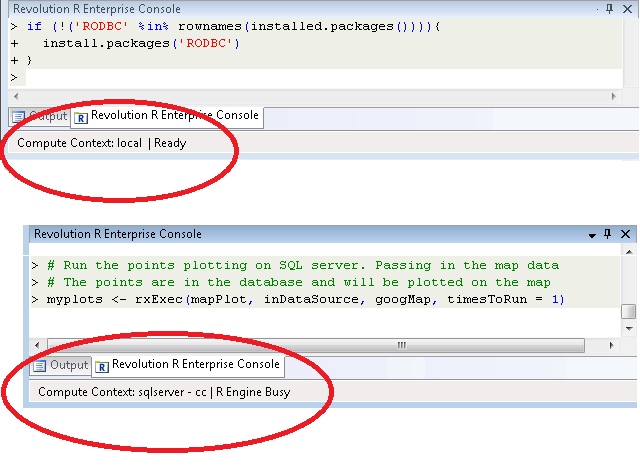 Revolution R Enterprise Console
> if (!('RODBC' %in% rownames(installed.packages()))){
+   install.packages('RODBC')
+ }
>
Output R Revolution R Enterprise Console
Compute Context: local | Ready
Revolution R Enterprise Console
> # Run the points plotting on SQL server. Passing in the map data
> # The points are in the database and will be plotted on the map
> myplots <- rxExec(mapPlot, inDataSource, googMap, timesToRun = 1)
Output R Revolution R Enterprise Console
Compute Context: sqlserver - cc | R Engine Busy